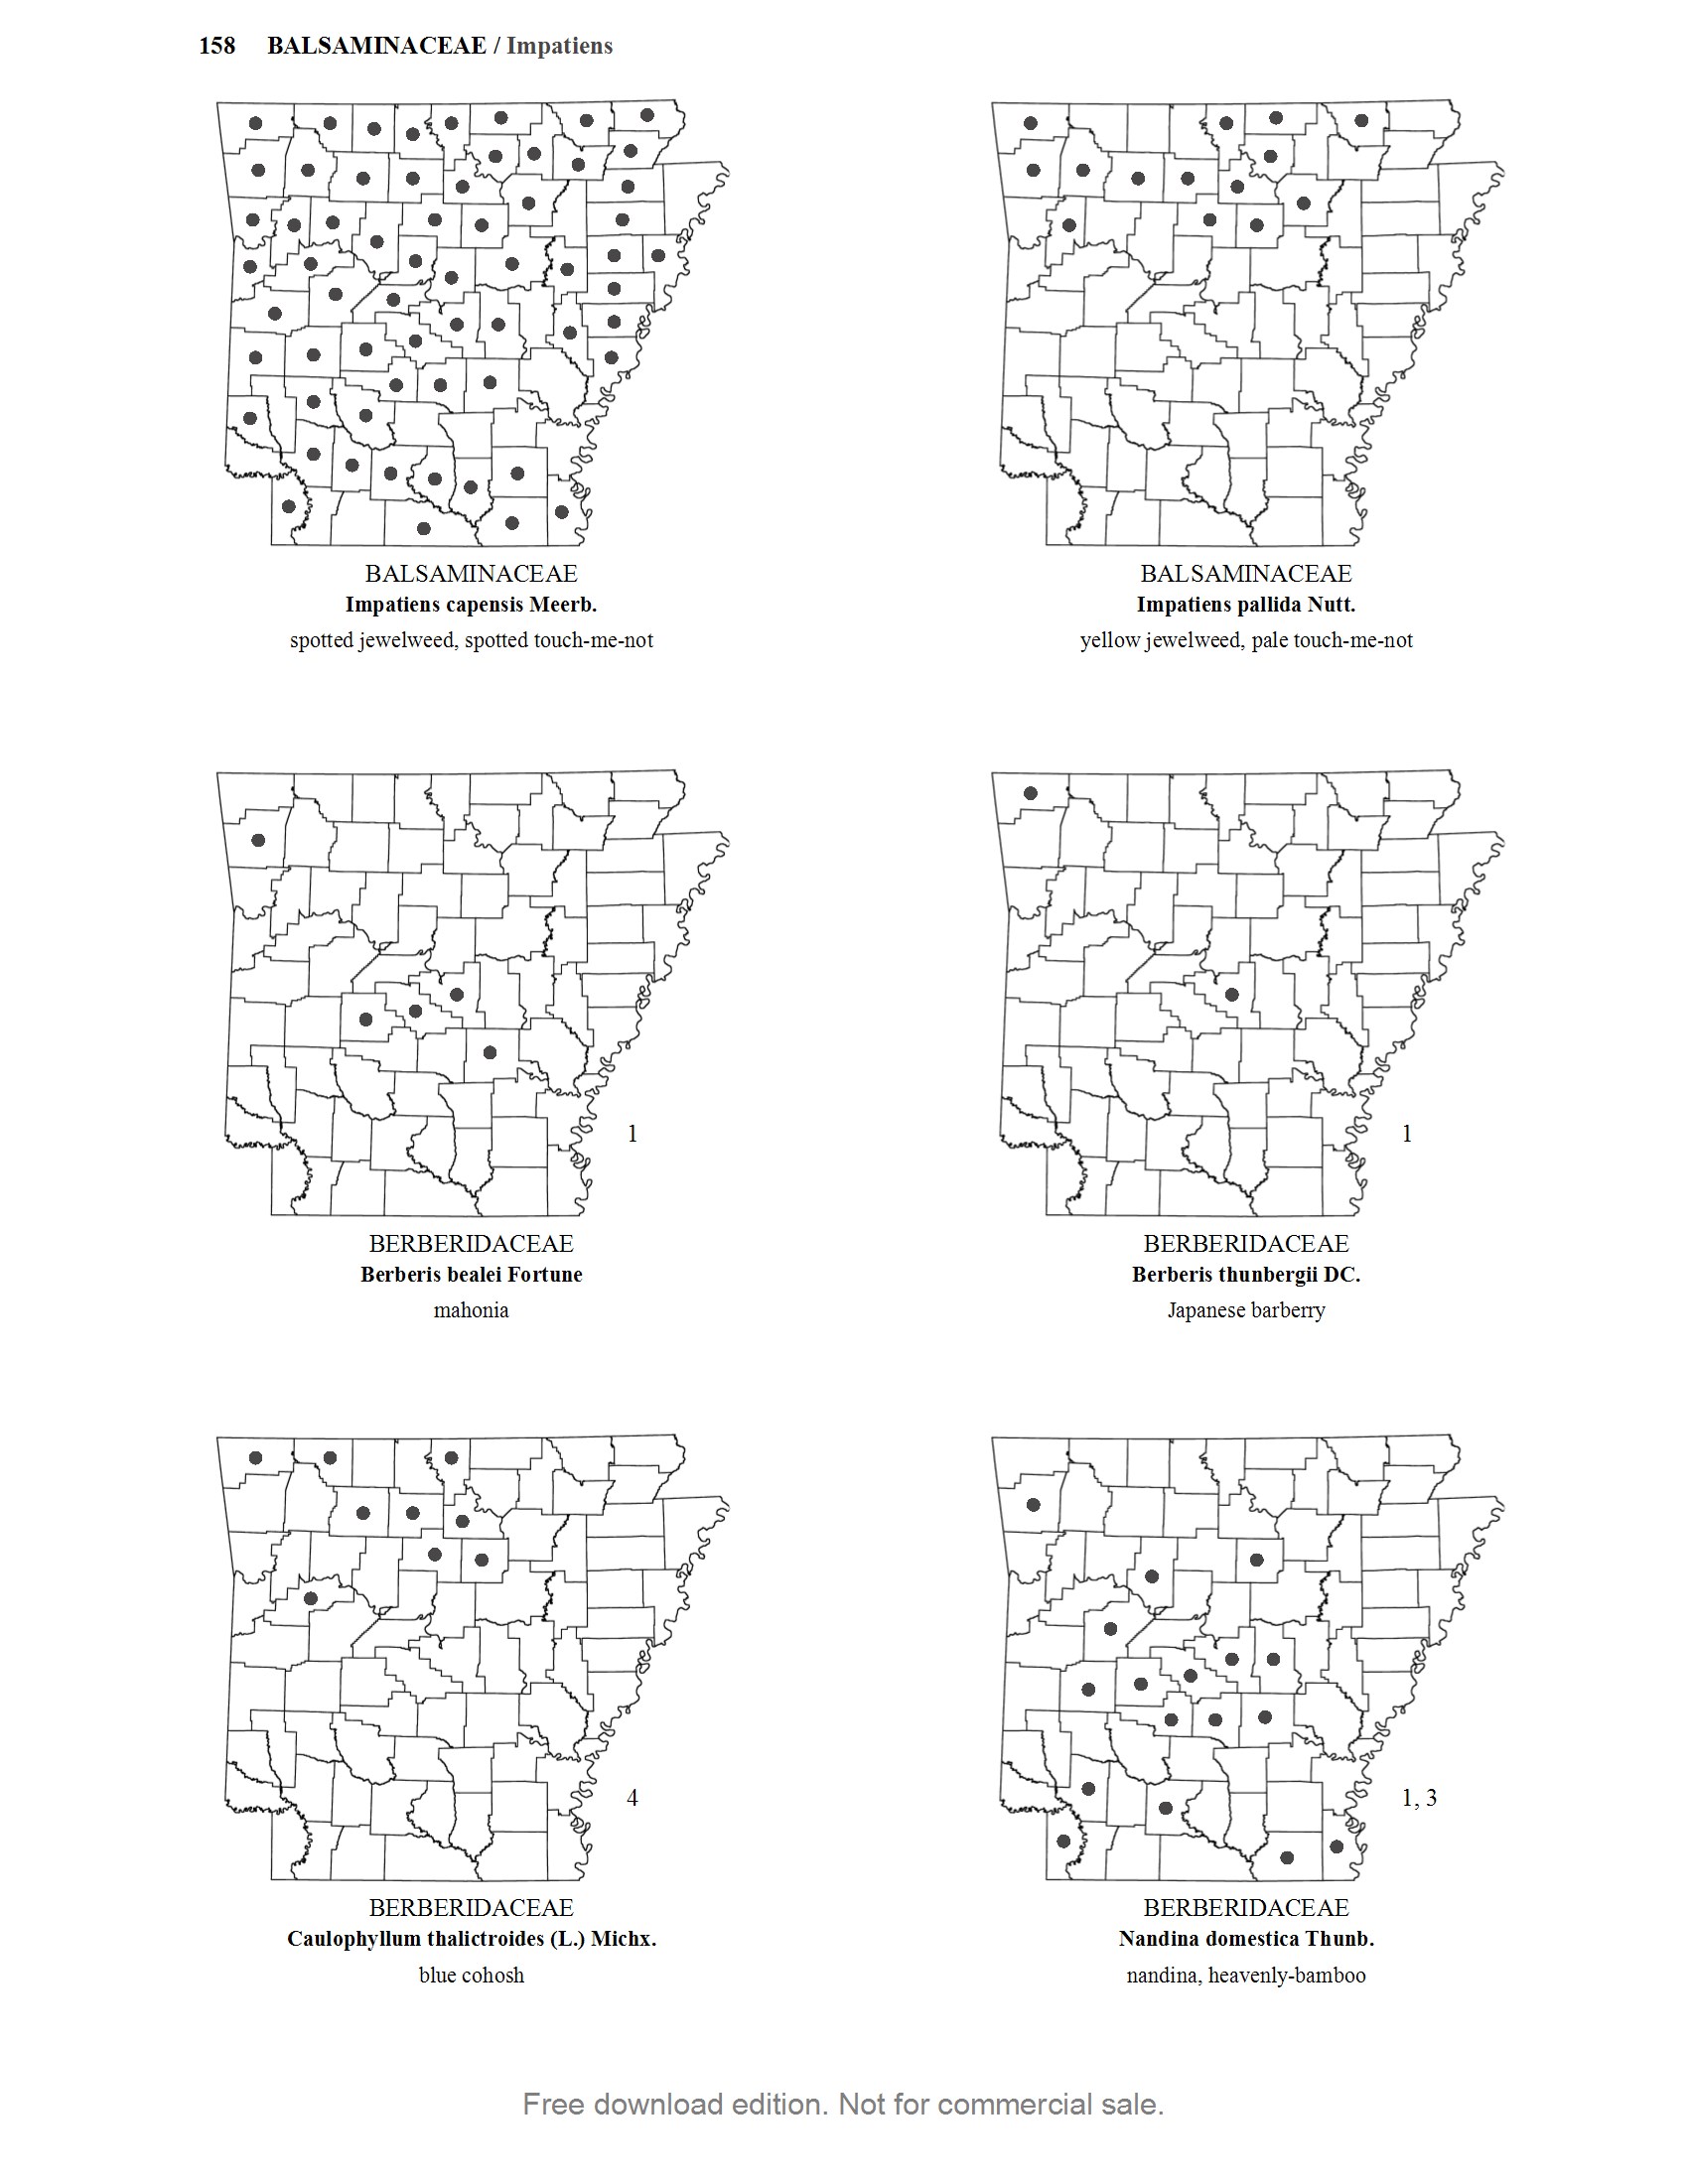 158 BALSAMINACEAE / Impatiens
BALSAMINACEAE
Impatiens capensis Meerb.
spotted jewelweed, spotted touch-me-not
BALSAMINACEAE
Impatiens pallida Nutt.
yellow jewelweed, pale touch-me-not
1
BERBERIDACEAE
Berberis bealei Fortune
mahonia
1
BERBERIDACEAE
Berberis thunbergii DC.
Japanese barberry
4
BERBERIDACEAE
Caulophyllum thalictroides (L.) Michx.
blue cohosh
1, 3
BERBERIDACEAE
Nandina domestica Thunb.
nandina, heavenly-bamboo
Free download edition. Not for commercial sale.